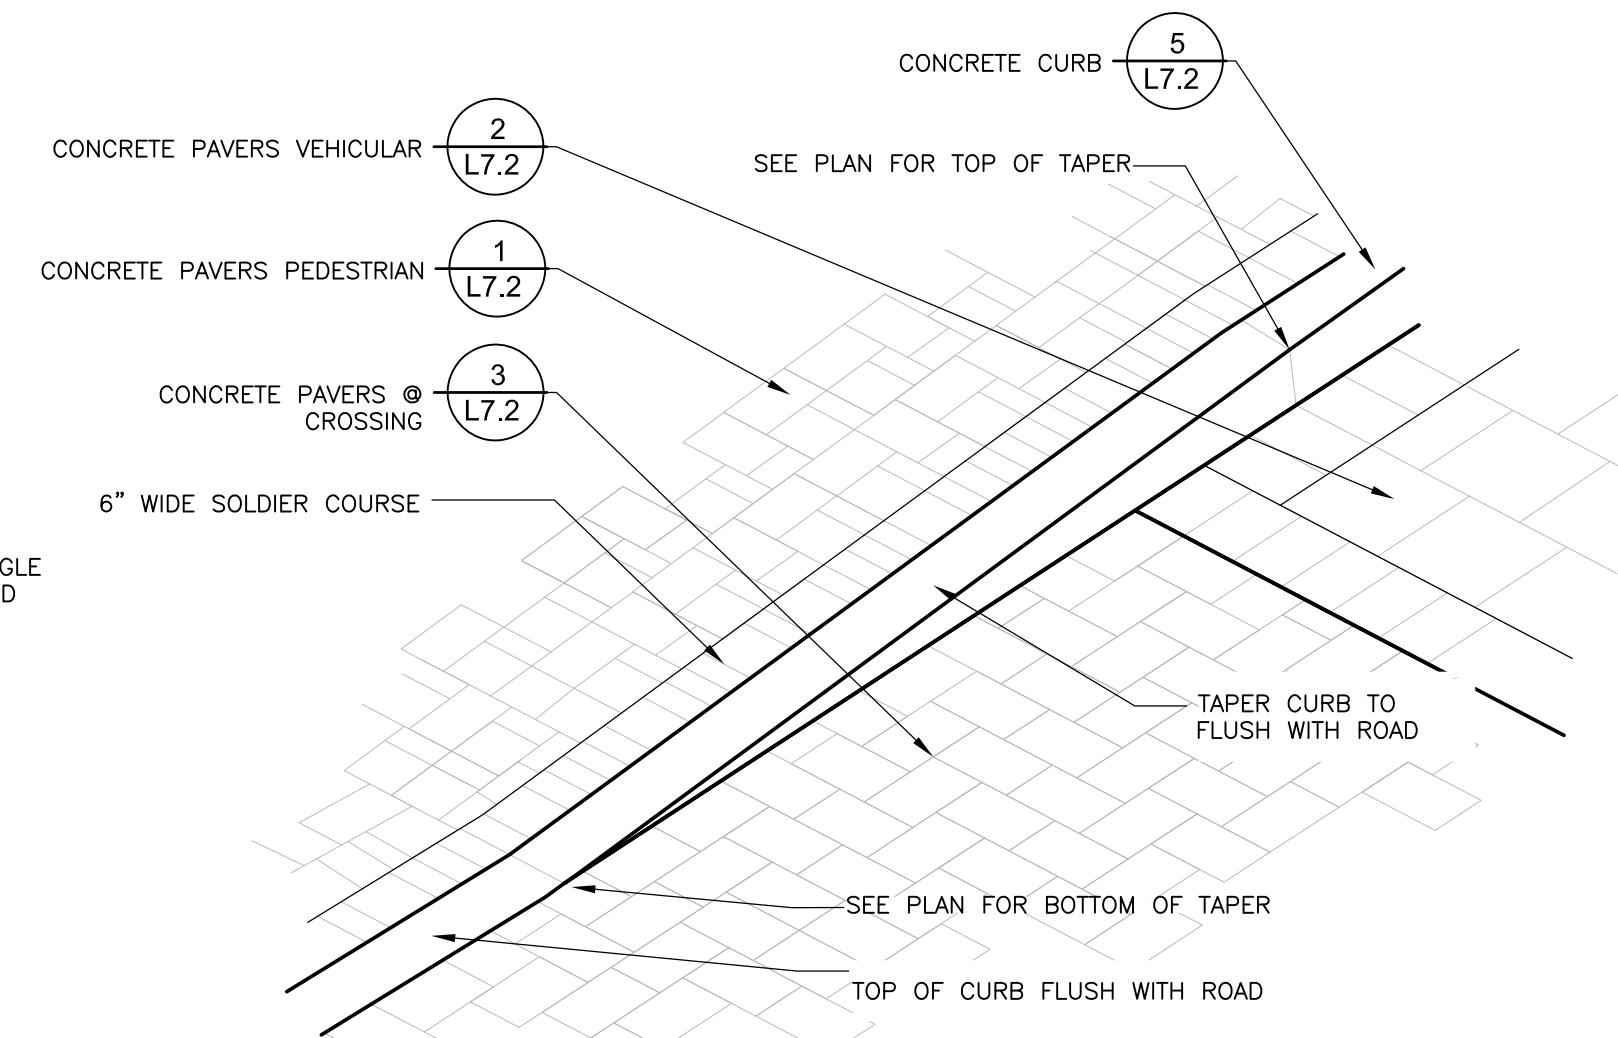 CONCRETE CURB
5
L7.2
CONCRETE PAVERS VEHICULAR
2
L7.2
SEE PLAN FOR TOP OF TAPER
CONCRETE PAVERS PEDESTRIAN
1
L7.2
CONCRETE PAVERS @
CROSSING
3
L7.2
6” WIDE SOLDIER COURSE
GLE
D
TAPER CURB TO
FLUSH WITH ROAD
SEE PLAN FOR BOTTOM OF TAPER
TOP OF CURB FLUSH WITH ROAD